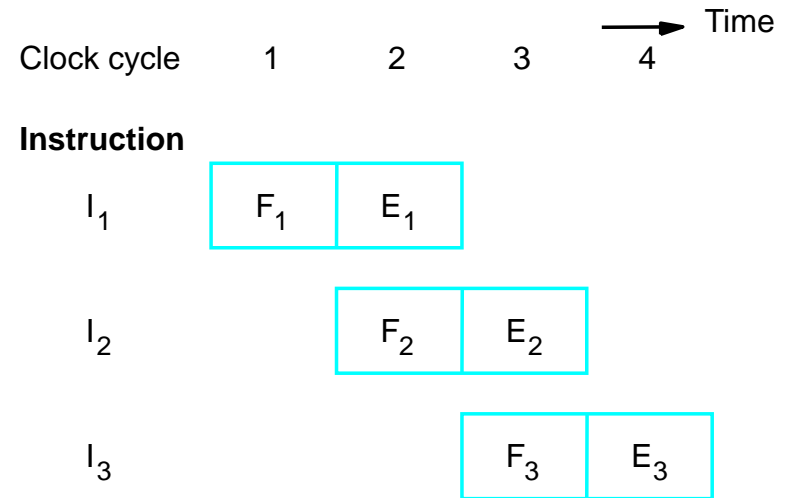 Time
Clock cycle 1 2 3 4
Instruction
I1 F1 E1
I2 F2 E2
I3 F3 E3